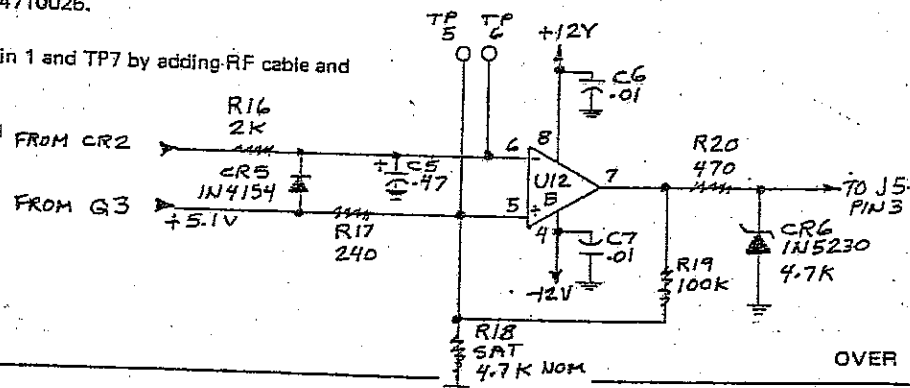 4710026.
in 1 and TP7 by adding RF cable and
TP
5
TP
6
+12V
C6
.01
R16
2K
FROM CR2
CR5
1N4154
+
C5
.47
6
8
-
U12
B
7
R20
470
TO J5-
PIN 3
FROM Q3
+5.1V
R17
240
5
+
4
C7
.01
-12V
R19
100K
CR6
1N5230
4.7K
R18
SAT
4.7K NOM
OVER